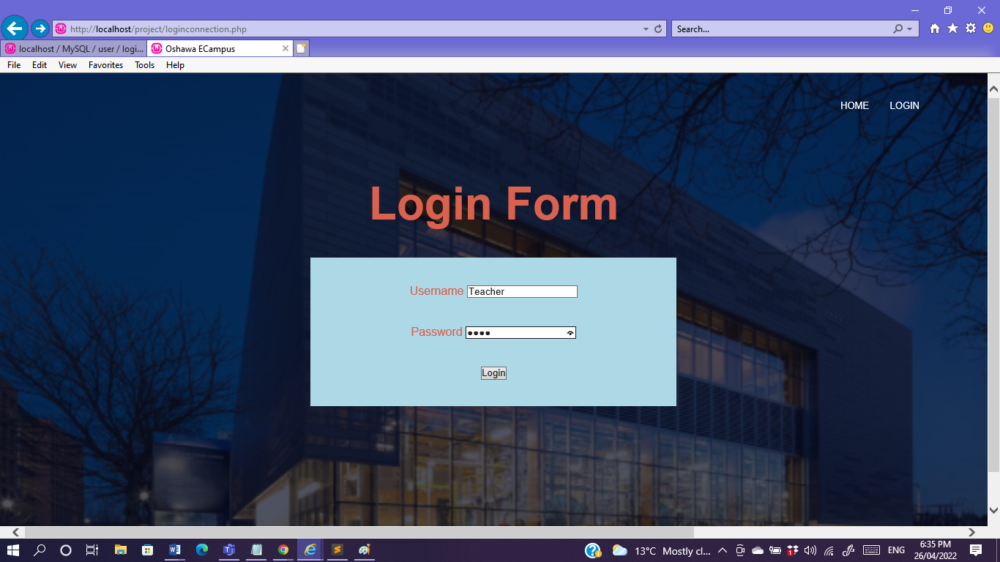 http://localhost/project/loginconnection.php
Search...
localhost / MySQL / user / logi...
Oshawa ECampus
File Edit View Favorites Tools Help
HOME LOGIN
Login Form
Username Teacher
Password ••••
Login
13°C Mostly cl...
ENG
6:35 PM
26/04/2022